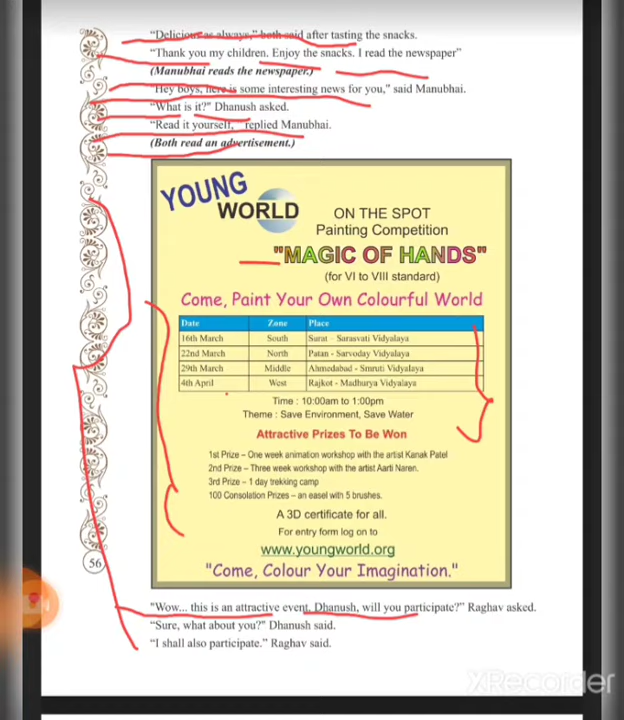 "Delicious as always," both said after tasting the snacks.
"Thank you my children. Enjoy the snacks. I read the newspaper"
(Manubhai reads the newspaper.)
"Hey boys, here is some interesting news for you," said Manubhai.
"What is it?" Dhanush asked.
"Read it yourself, replied Manubhai.
(Both read an advertisement.)
YOUNG
WORLD
ON THE SPOT
Painting Competition
"MAGIC OF HANDS"
(for VI to VIII standard)
Come, Paint Your Own Colourful World
Date Zone Place
16th March South Surat - Sarasvati Vidyalaya
22nd March North Patan - Sarvoday Vidyalaya
29th March Middle Ahmedabad - Smruti Vidyalaya
4th April West Rajkot - Madhurya Vidyalaya
Time : 10:00am to 1:00pm
Theme : Save Environment, Save Water
Attractive Prizes To Be Won
1st Prize – One week animation workshop with the artist Kanak Patel
2nd Prize – Three week workshop with the artist Aarti Naren.
3rd Prize – 1 day trekking camp
100 Consolation Prizes – an easel with 5 brushes.
A 3D certificate for all.
For entry form log on to
www.youngworld.org
"Come, Colour Your Imagination."
56
"Wow... this is an attractive event, Dhanush, will you participate?" Raghav asked.
"Sure, what about you?" Dhanush said.
"I shall also participate." Raghav said.
XRecorder